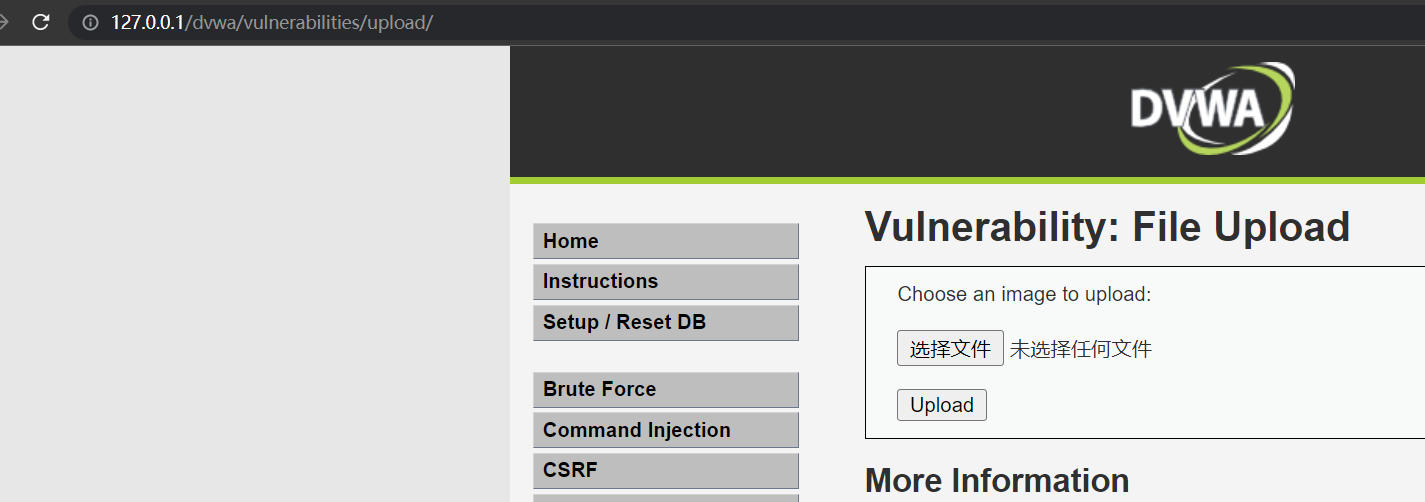 127.0.0.1/dvwa/vulnerabilities/upload/
DVWA
Home
Instructions
Setup / Reset DB
Brute Force
Command Injection
CSRF
Vulnerability: File Upload
Choose an image to upload:
选择文件 未选择任何文件
Upload
More Information